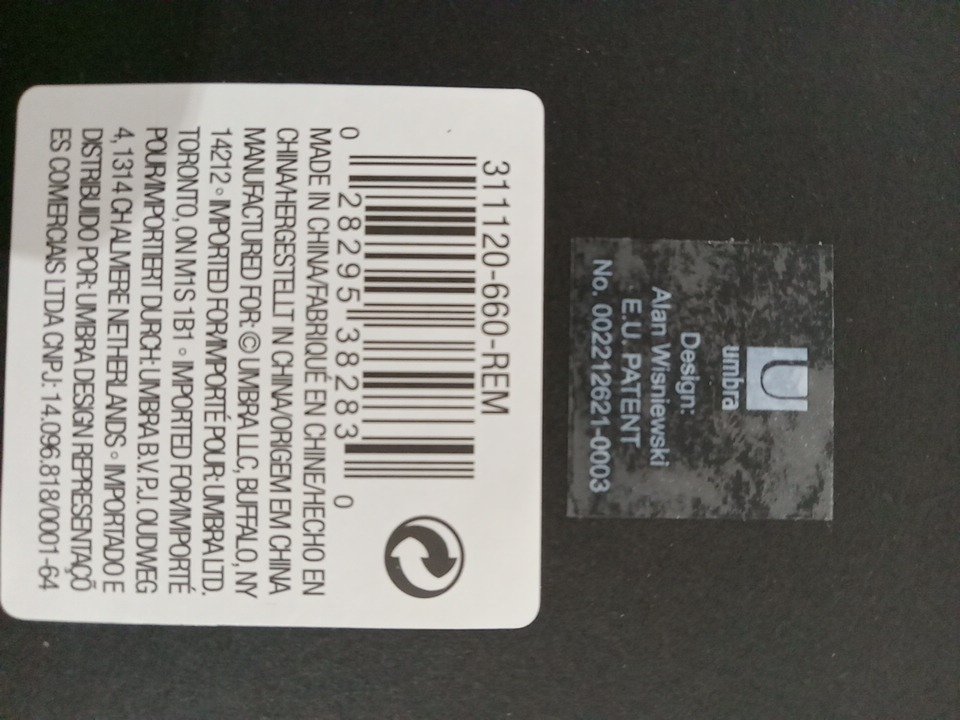 311120-660-REM
0 28295 38283 0
MADE IN CHINA/FABRIQUÉ EN CHINE/HECHO EN
CHINA/HERGESTELLT IN CHINA/ORIGEM EM CHINA
MANUFACTURED FOR: © UMBRA LLC, BUFFALO, NY
14212 ◦ IMPORTED FOR/IMPORTÉ POUR: UMBRA LTD.
TORONTO, ON M1S 1B1 ◦ IMPORTED FOR/IMPORTÉ
POUR/IMPORTIERT DURCH: UMBRA B.V. P.J. OUDWEG
4, 1314 CH ALMERE NETHERLANDS ◦ IMPORTADO E
DISTRIBUIDO POR: UMBRA DESIGN REPRESENTAÇÕ
ES COMERCIAIS LTDA CNPJ: 14.096.818/0001-64
umbra
Design:
Alan Wisniewski
E.U. PATENT
No. 002212621-0003